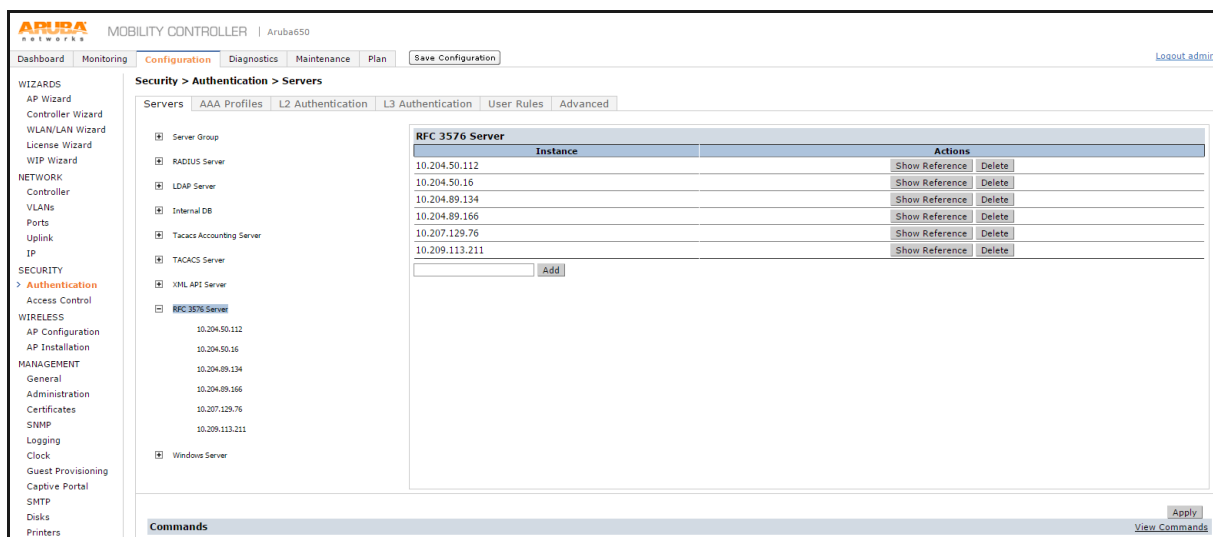 ARUBA
networks
MOBILITY CONTROLLER | Aruba650
Dashboard Monitoring Configuration Diagnostics Maintenance Plan Save Configuration Logout admin
WIZARDS
AP Wizard
Controller Wizard
WLAN/LAN Wizard
License Wizard
WIP Wizard
NETWORK
Controller
VLANs
Ports
Uplink
IP
SECURITY
> Authentication
Access Control
WIRELESS
AP Configuration
AP Installation
MANAGEMENT
General
Administration
Certificates
SNMP
Logging
Clock
Guest Provisioning
Captive Portal
SMTP
Disks
Printers
Security > Authentication > Servers
Servers AAA Profiles L2 Authentication L3 Authentication User Rules Advanced
Server Group
RADIUS Server
LDAP Server
Internal DB
Tacacs Accounting Server
TACACS Server
XML API Server
RFC 3576 Server
10.204.50.112
10.204.50.16
10.204.89.134
10.204.89.166
10.207.129.76
10.209.113.211
Windows Server
RFC 3576 Server
Instance Actions
10.204.50.112 Show Reference Delete
10.204.50.16 Show Reference Delete
10.204.89.134 Show Reference Delete
10.204.89.166 Show Reference Delete
10.207.129.76 Show Reference Delete
10.209.113.211 Show Reference Delete
Add
Apply
Commands View Commands